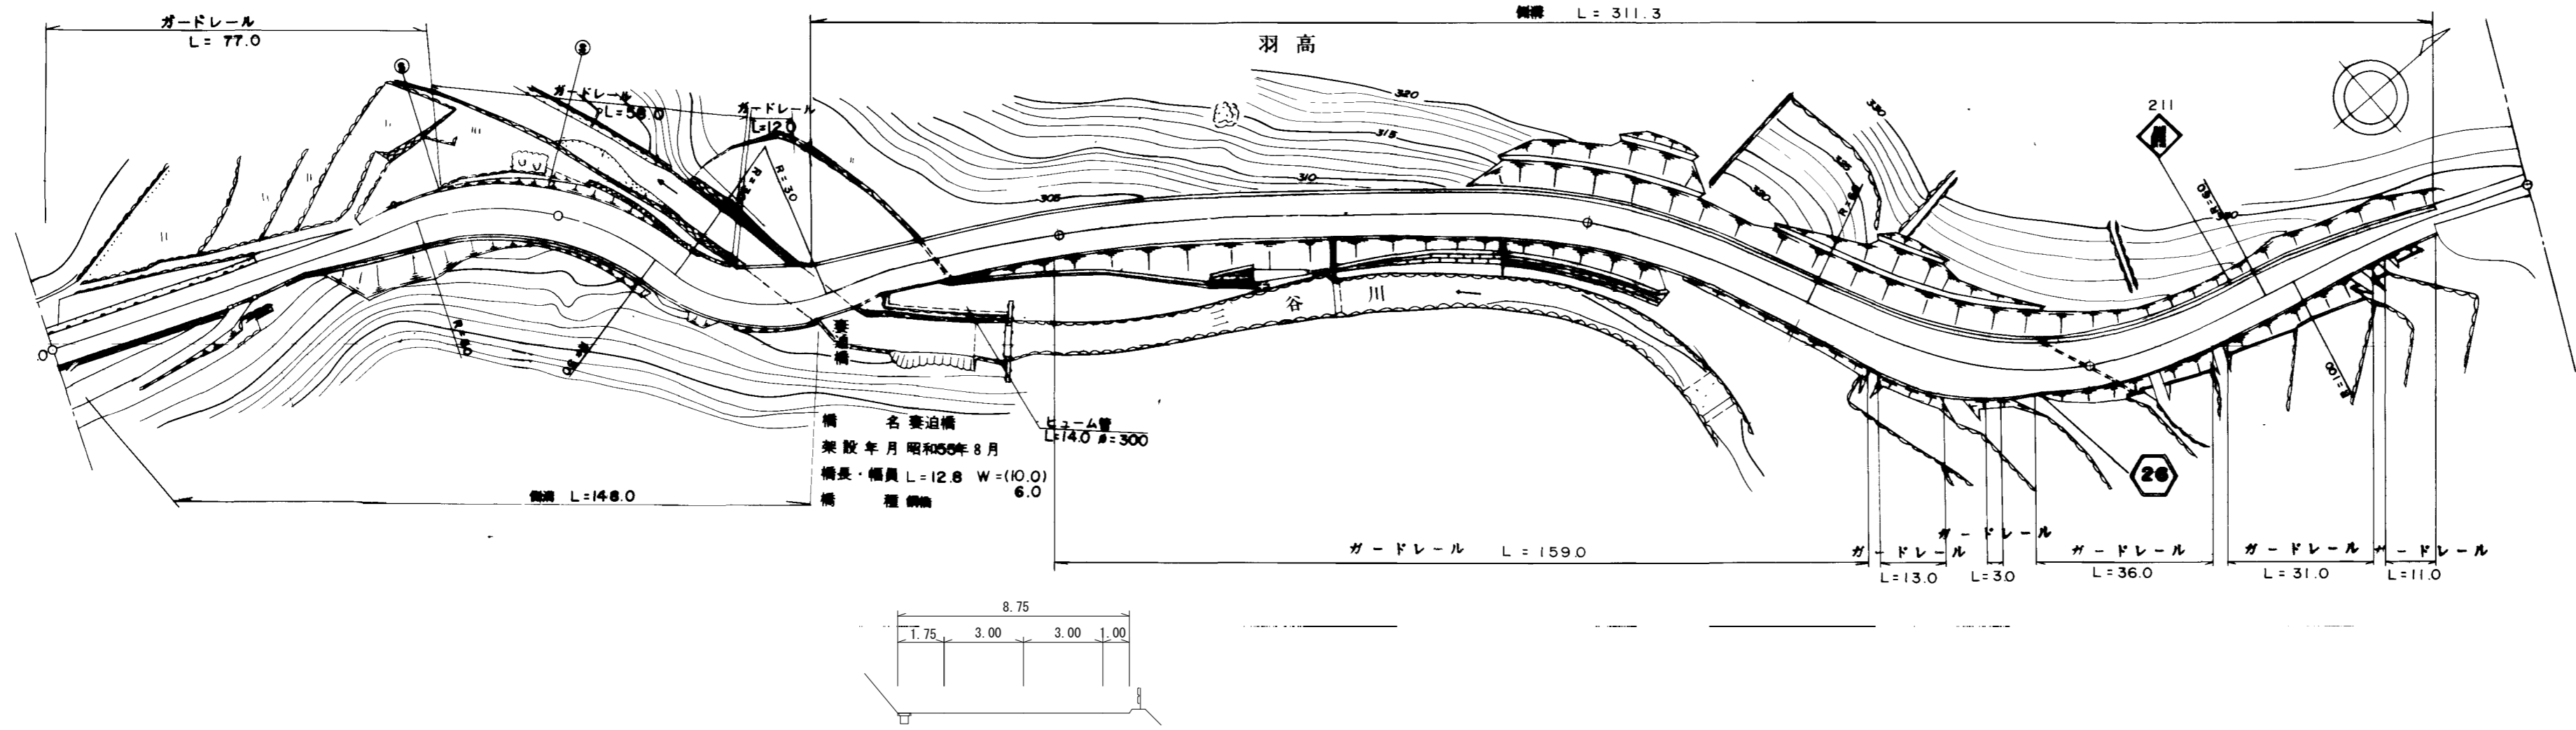 ガードレール
L= 77.0
側溝 L= 311.3
羽高
ガードレール
L=58.0
ガードレール
L=12.0
R=30
320
315
310
305
330
325
320
211
三谷川
妻迫橋
橋名 妻迫橋
架設年月 昭和55年8月
橋長・幅員 L=12.8 W=(10.0)
6.0
橋種 鋼橋
ヒューム管
L=14.0 ø=300
側溝 L=148.0
R=100
26
ガードレール L=159.0
ガードレール
L=13.0
ガードレール
L=3.0
ガードレール
L=36.0
ガードレール
L=31.0
ガードレール
L=11.0
8.75
1.75 3.00 3.00 1.00